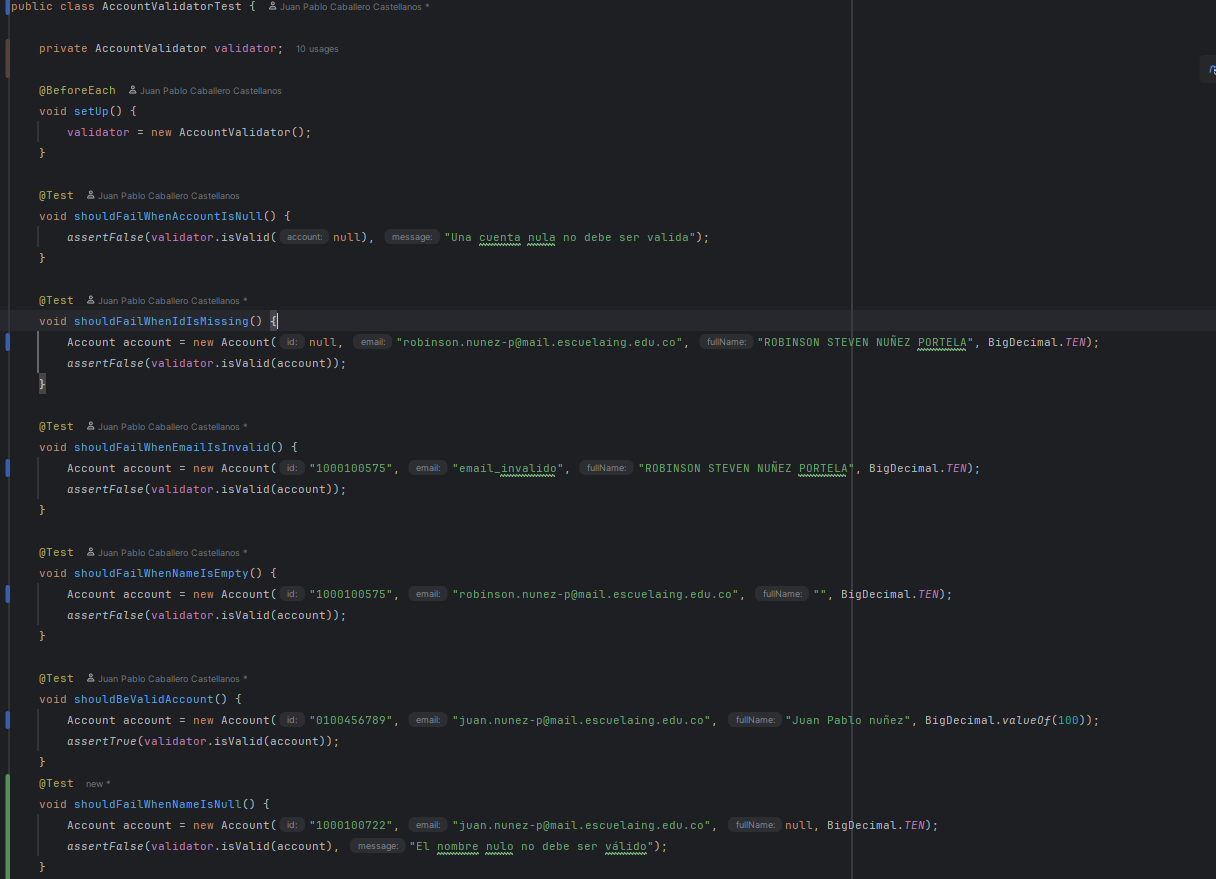 public class AccountValidatorTest { Juan Pablo Caballero Castellanos *
private AccountValidator validator; 10 usages
@BeforeEach Juan Pablo Caballero Castellanos
void setUp() {
validator = new AccountValidator();
}
@Test Juan Pablo Caballero Castellanos
void shouldFailWhenAccountIsNull() {
assertFalse(validator.isValid( account: null), message: "Una cuenta nula no debe ser valida");
}
@Test Juan Pablo Caballero Castellanos *
void shouldFailWhenIdIsMissing() {
Account account = new Account( id: null, email: "robinson.nunez-p@mail.escuelaing.edu.co", fullName: "ROBINSON STEVEN NUÑEZ PORTELA", BigDecimal.TEN);
assertFalse(validator.isValid(account));
}
@Test Juan Pablo Caballero Castellanos *
void shouldFailWhenEmailIsInvalid() {
Account account = new Account( id: "1000100575", email: "email_invalido", fullName: "ROBINSON STEVEN NUÑEZ PORTELA", BigDecimal.TEN);
assertFalse(validator.isValid(account));
}
@Test Juan Pablo Caballero Castellanos *
void shouldFailWhenNameIsEmpty() {
Account account = new Account( id: "1000100575", email: "robinson.nunez-p@mail.escuelaing.edu.co", fullName: "", BigDecimal.TEN);
assertFalse(validator.isValid(account));
}
@Test Juan Pablo Caballero Castellanos *
void shouldBeValidAccount() {
Account account = new Account( id: "0100456789", email: "juan.nunez-p@mail.escuelaing.edu.co", fullName: "Juan Pablo nuñez", BigDecimal.valueOf(100));
assertTrue(validator.isValid(account));
}
@Test new *
void shouldFailWhenNameIsNull() {
Account account = new Account( id: "1000100722", email: "juan.nunez-p@mail.escuelaing.edu.co", fullName: null, BigDecimal.TEN);
assertFalse(validator.isValid(account), message: "El nombre nulo no debe ser válido");
}